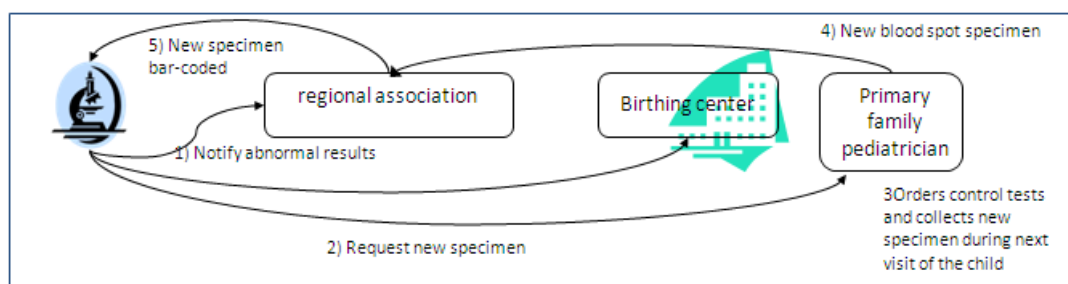 4) New blood spot specimen
5) New specimen
bar-coded
regional association
Birthing center
Primary
family
pediatrician
1) Notify abnormal results
3Orders control tests
and collects new
specimen during next
visit of the child
2) Request new specimen